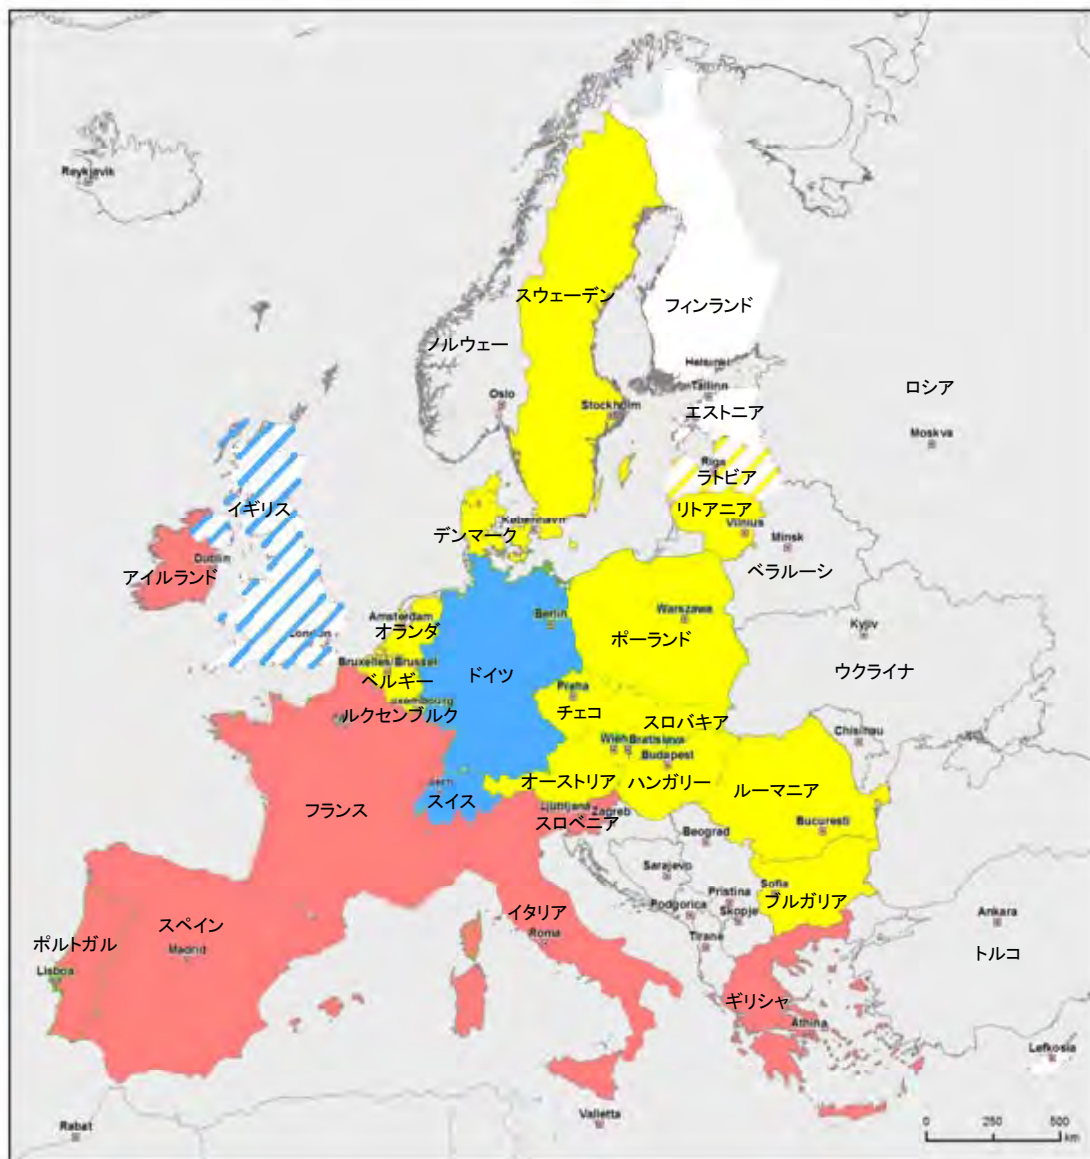 Reykjavik
スウェーデン
フィンランド
ノルウェー
Helsinki
Tallinn
ロシア
Oslo
Stockholm
エストニア
Moskva
Riga
ラトビア
イギリス
リトアニア
København
Vilnius
デンマーク
Minsk
Dublin
ベラルーシ
アイルランド
Amsterdam
Berlin
Warszawa
オランダ
Kyjiv
London
ポーランド
Bruxelles/Brussel
ウクライナ
ベルギー
ドイツ
Praha
チェコ
ルクセンブルク
スロバキア
Chisinau
Wien
Bratislava
Budapest
オーストリア
ハンガリー
ルーマニア
Bern
スイス
フランス
Ljubljana
Zagreb
スロベニア
Bucuresti
Beograd
Sarajevo
Sofia
Pristina
ブルガリア
Podgorica
Skopje
イタリア
Roma
Tirane
Ankara
スペイン
ポルトガル
Madrid
トルコ
Lisboa
ギリシャ
Athina
Lefkosia
Valletta
Rabat
0 250 500
km